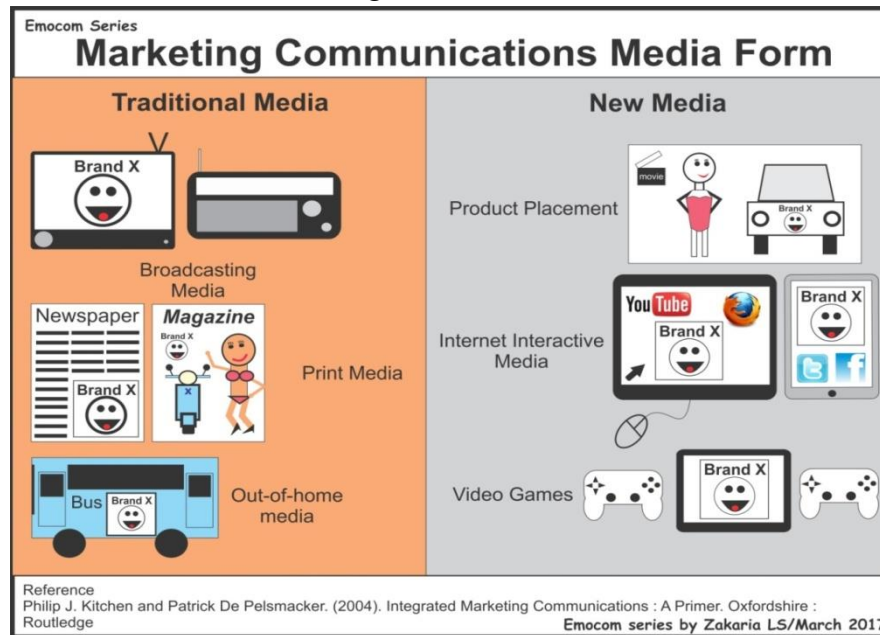 Emocom Series
Marketing Communications Media Form
Traditional Media
Brand X
Broadcasting
Media
Newspaper
Brand X
Magazine
Brand X
X
Print Media
Bus
Brand X
Out-of-home
media
New Media
Product Placement
movie
Internet Interactive
Media
You Tube
Brand X
Brand X
Video Games
Brand X
Reference
Philip J. Kitchen and Patrick De Pelsmacker. (2004). Integrated Marketing Communications : A Primer. Oxfordshire :
Routledge
Emocom series by Zakaria LS/March 2017